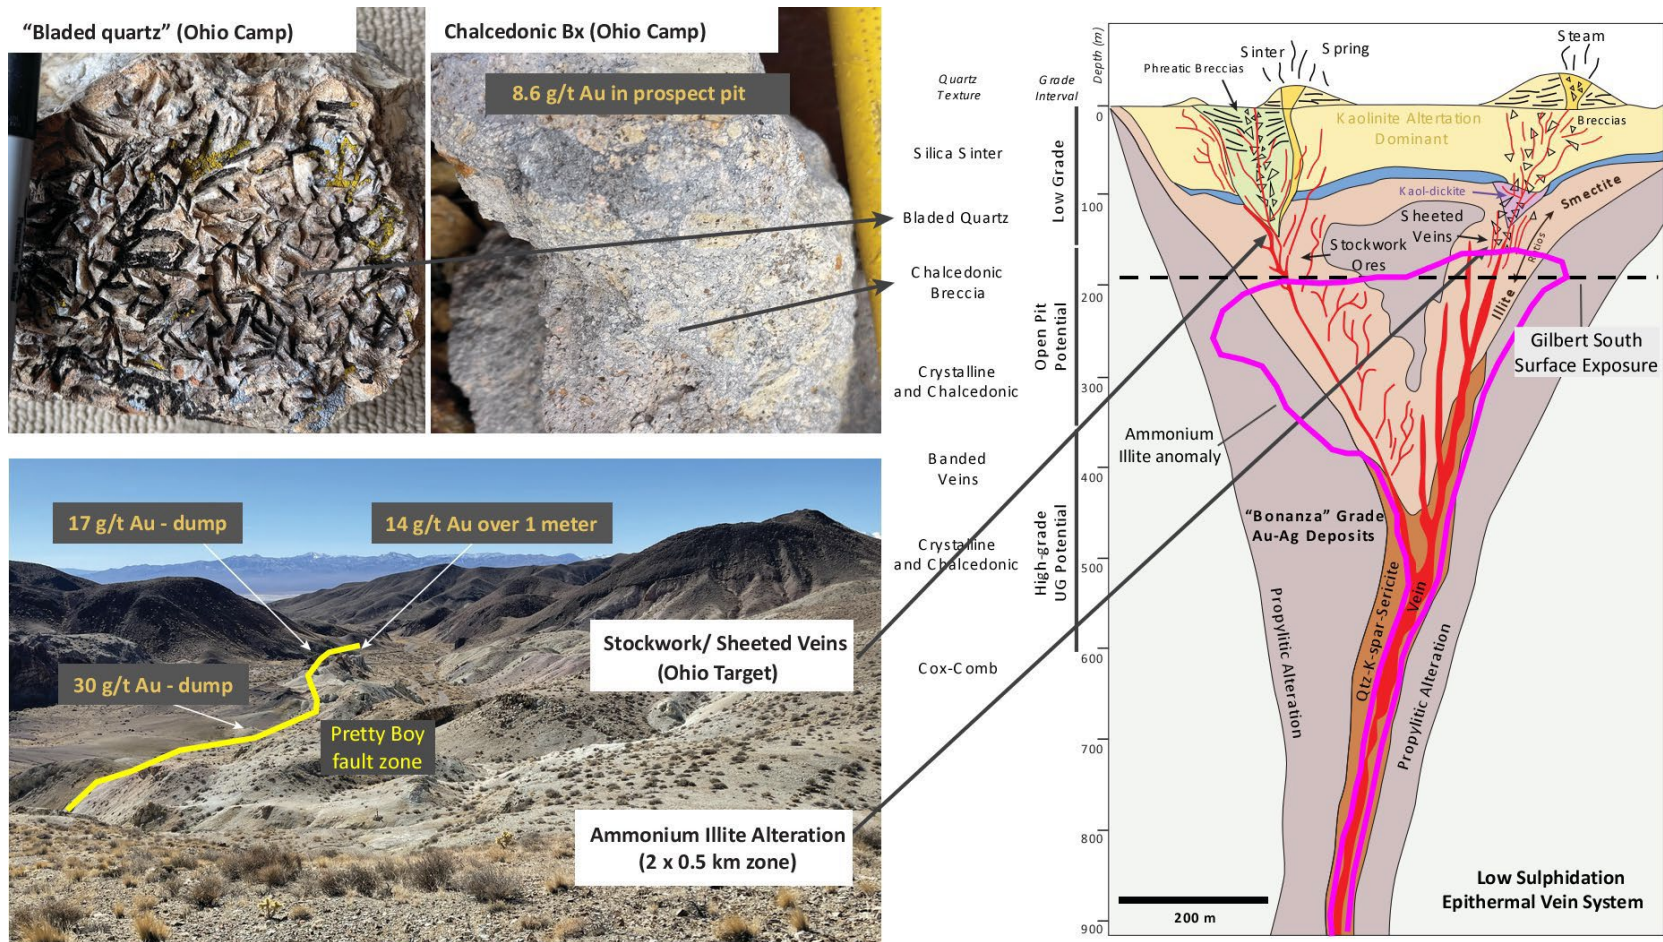 “Bladed quartz” (Ohio Camp)
Chalcedonic Bx (Ohio Camp)
8.6 g/t Au in prospect pit
17 g/t Au - dump
14 g/t Au over 1 meter
30 g/t Au - dump
Pretty Boy
fault zone
Stockwork/ Sheeted Veins
(Ohio Target)
Ammonium Illite Alteration
(2 x 0.5 km zone)
Quartz
Texture
Silica Sinter
Bladed Quartz
Chalcedonic
Breccia
Crystalline
and Chalcedonic
Banded
Veins
Crystalline
and Chalcedonic
Cox-Comb
Grade
Interval
Low Grade
Open Pit
Potential
High-grade
UG Potential
Depth (m)
0
100
200
300
400
500
600
700
800
900
Sinter
Spring
Steam
Phreatic Breccias
Breccias
Kaolinite Altertation
Dominant
Kaol-dickite
Smectite
Sheeted
Veins
Ratios
Stockwork
Ores
Illite
Gilbert South
Surface Exposure
Ammonium
Illite anomaly
“Bonanza” Grade
Au-Ag Deposits
Propylitic Alteration
Qtz-K-spar-Sericite
Vein
Propylitic Alteration
200 m
Low Sulphidation
Epithermal Vein System